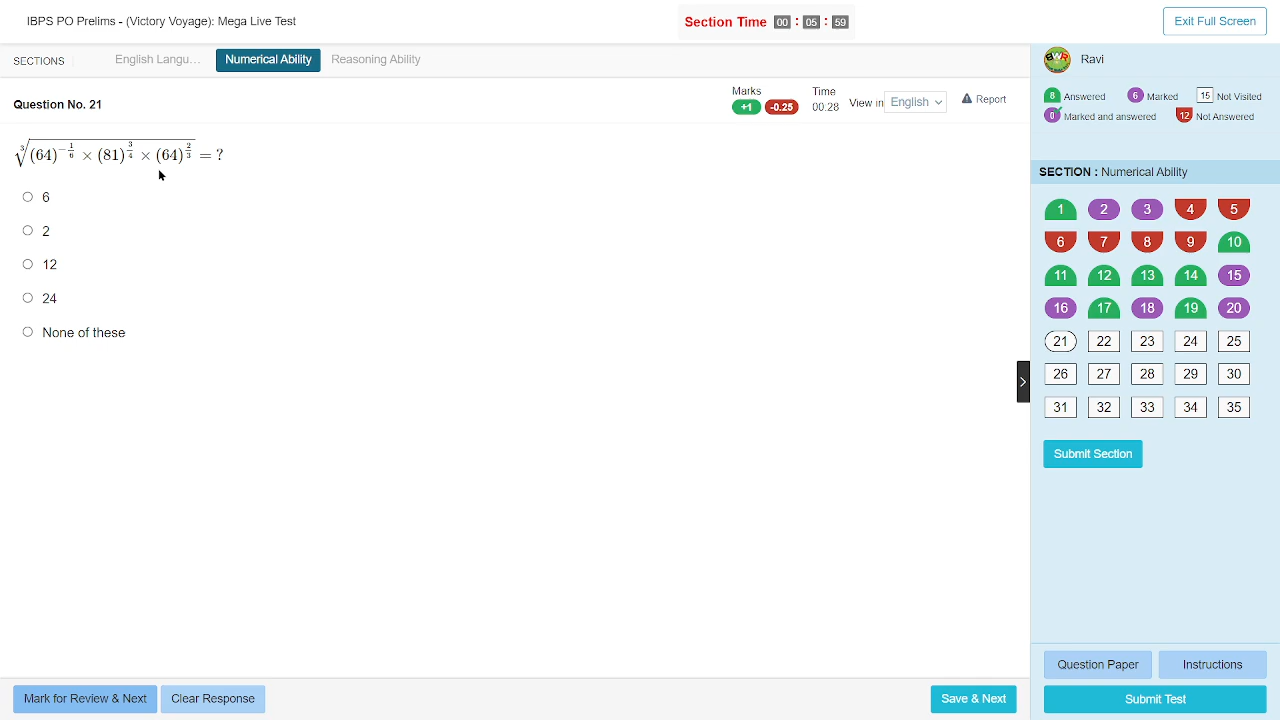 IBPS PO Prelims - (Victory Voyage): Mega Live Test
Section Time 00 : 05 : 59
Exit Full Screen
SECIONS
English Langu...
Numerical Ability
Reasoning Ability
Ravi
Question No. 21
Marks
+1 -0.25
Time
00:28
View in English
Report
8 Answered
6 Marked
15 Not Visited
0 Marked and answered
12 Not Answered
∛((64)^(-1/6) × (81)^(3/4) × (64)^(2/3)) = ?
6
2
12
24
None of these
SECTION : Numerical Ability
1 2 3 4 5
6 7 8 9 10
11 12 13 14 15
16 17 18 19 20
21 22 23 24 25
26 27 28 29 30
31 32 33 34 35
Submit Section
Question Paper
Instructions
Mark for Review & Next
Clear Response
Save & Next
Submit Test